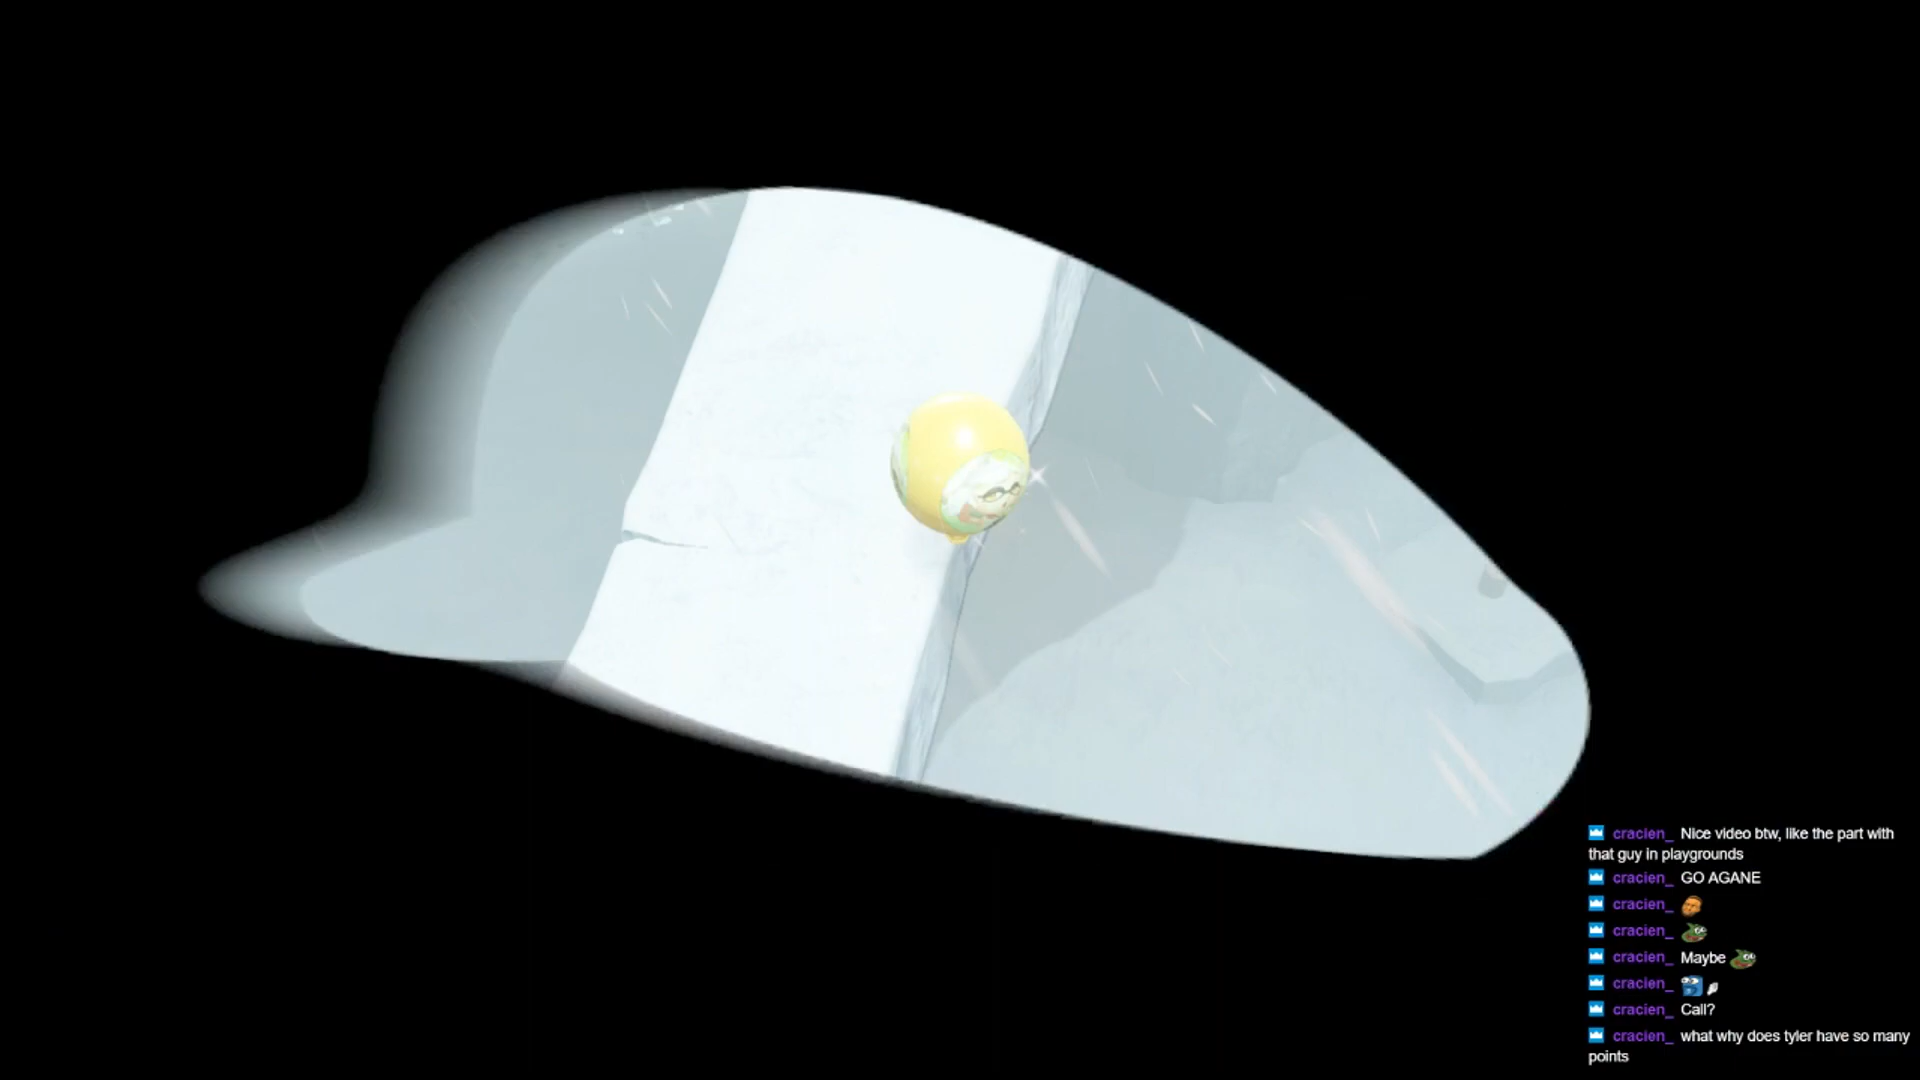 cracien_ Nice video btw, like the part with
that guy in playgrounds
cracien_ GO AGANE
cracien_
cracien_
cracien_ Maybe
cracien_
cracien_ Call?
cracien_ what why does tyler have so many
points